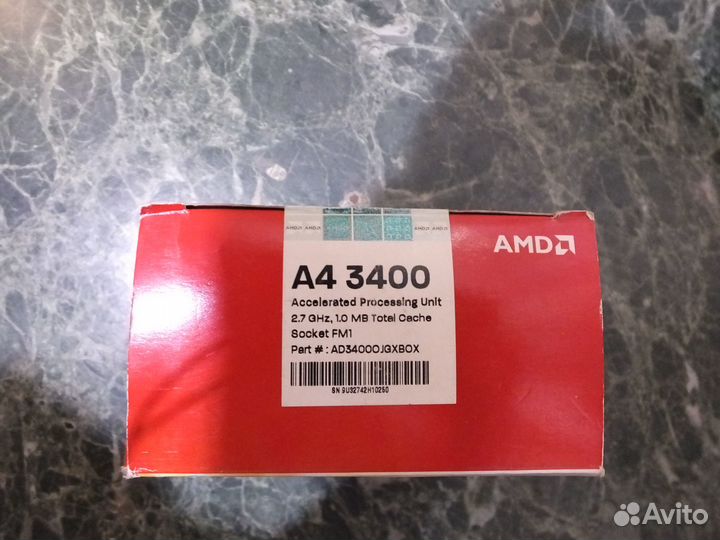 AMD
A4 3400
Accelerated Processing Unit
2.7 GHz, 1.0 MB Total Cache
Socket FM1
Part # : AD3400OJGXBOX
SN 9U32742H10250
Avito